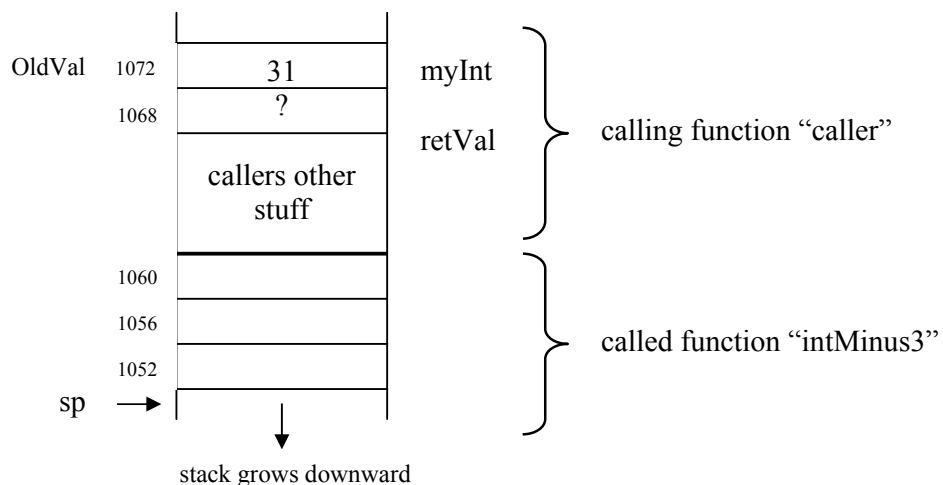 OldVal 1072 31 myInt
1068 ?
retVal
calling function “caller”
callers other
stuff
1060
1056
1052
called function “intMinus3”
sp
stack grows downward